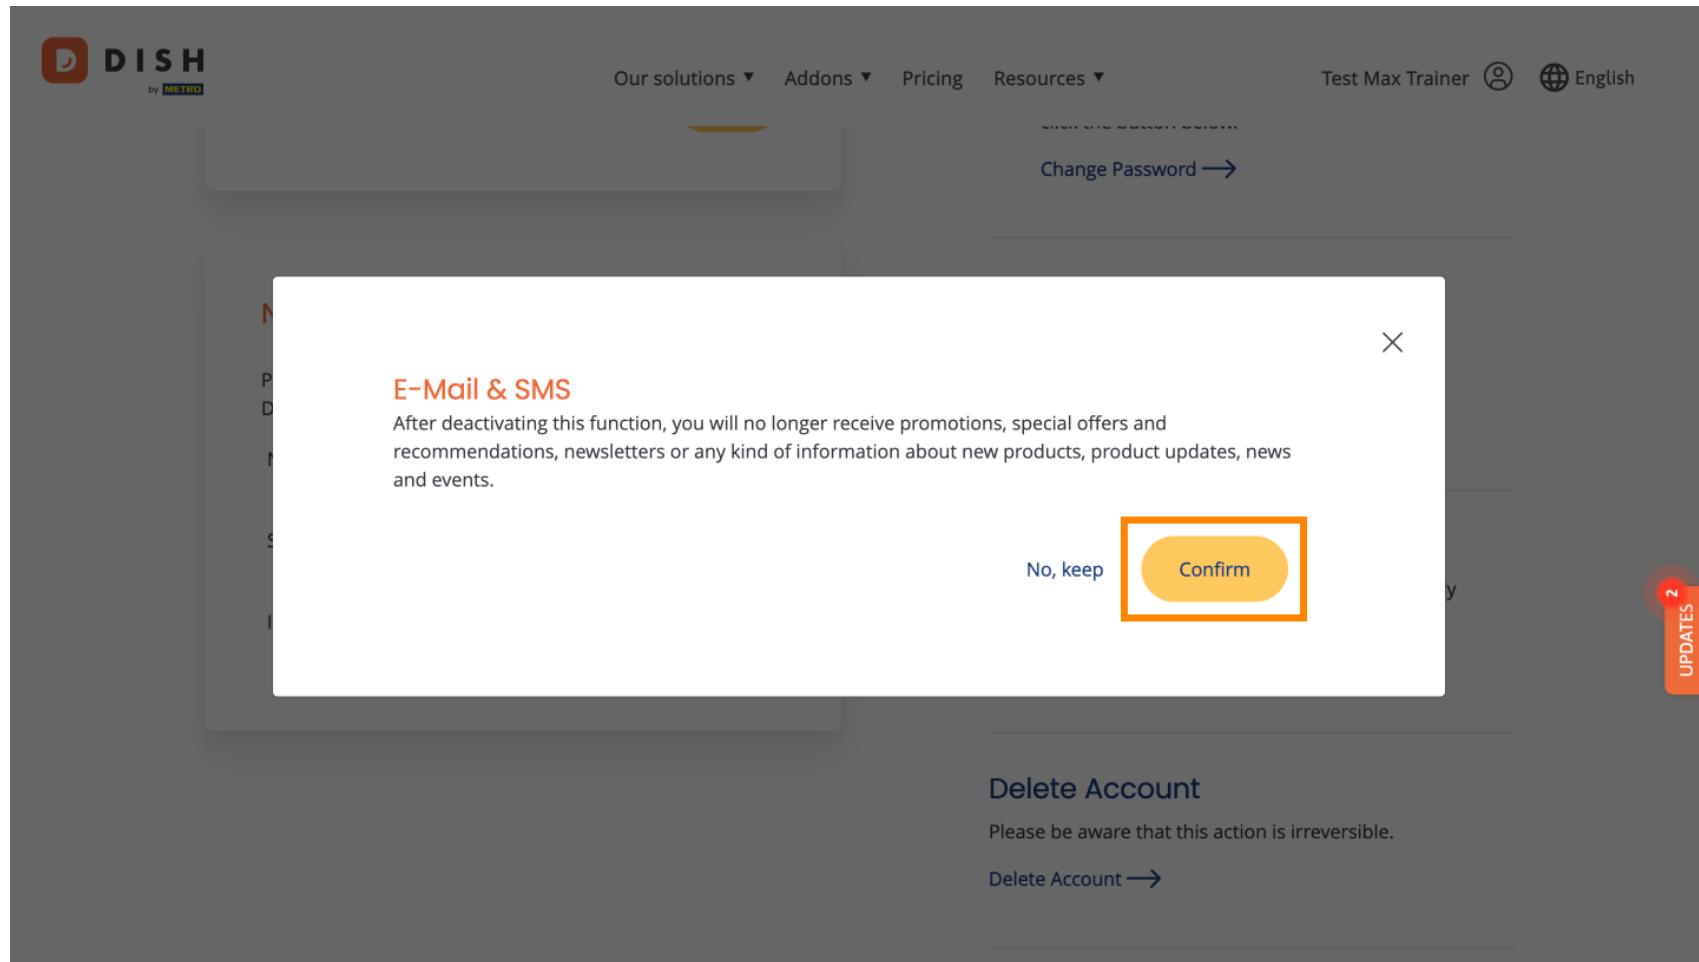 DISH
by METRO
Our solutions ▼ Addons ▼ Pricing Resources ▼ Test Max Trainer English
Change Password
E-Mail & SMS
After deactivating this function, you will no longer receive promotions, special offers and
recommendations, newsletters or any kind of information about new products, product updates, news
and events.
No, keep Confirm
2
UPDATES
Delete Account
Please be aware that this action is irreversible.
Delete Account